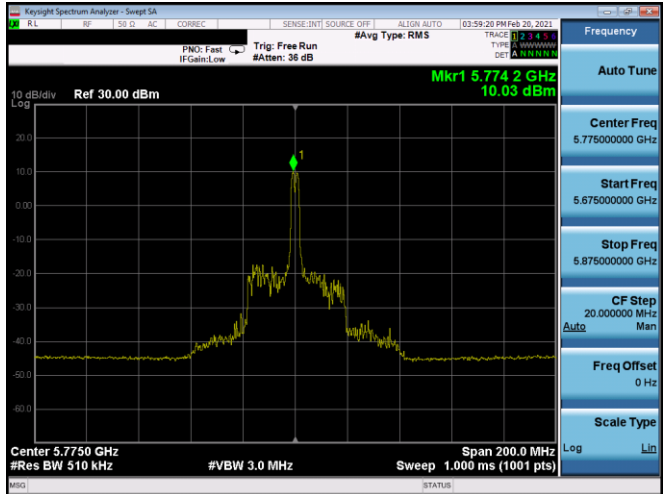 Keysight Spectrum Analyzer - Swept SA
RL RF 50 Ω AC CORREC SENSE:INT SOURCE OFF ALIGN AUTO 03:59:20 PM Feb 20, 2021
#Avg Type: RMS TRACE 1 2 3 4 5 6
PNO: Fast Trig: Free Run TYPE A WWWWW
IFGain:Low #Atten: 36 dB DET A N N N N N
Mkr1 5.774 2 GHz
10.03 dBm
10 dB/div Ref 30.00 dBm
Log
20.0
10.0
0.00
-10.0
-20.0
-30.0
-40.0
-50.0
-60.0
1
Center 5.7750 GHz Span 200.0 MHz
#Res BW 510 kHz #VBW 3.0 MHz Sweep 1.000 ms (1001 pts)
MSG STATUS
Frequency
Auto Tune
Center Freq
5.775000000 GHz
Start Freq
5.675000000 GHz
Stop Freq
5.875000000 GHz
CF Step
20.000000 MHz
Auto Man
Freq Offset
0 Hz
Scale Type
Log Lin